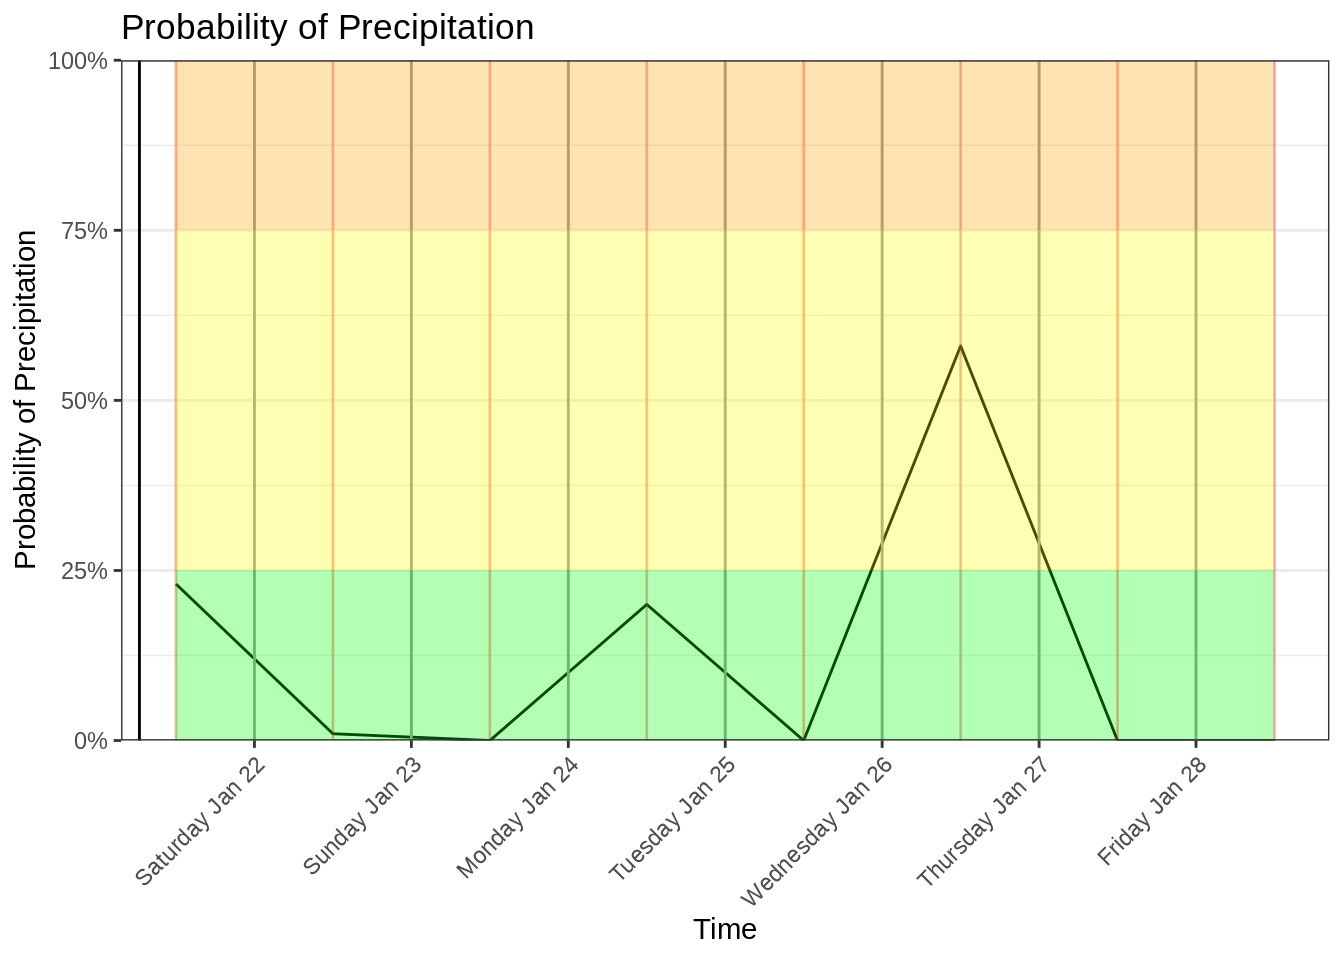 Probability of Precipitation
Probability of Precipitation
100%
75%
50%
25%
0%
Saturday Jan 22
Sunday Jan 23
Monday Jan 24
Tuesday Jan 25
Wednesday Jan 26
Thursday Jan 27
Friday Jan 28
Time